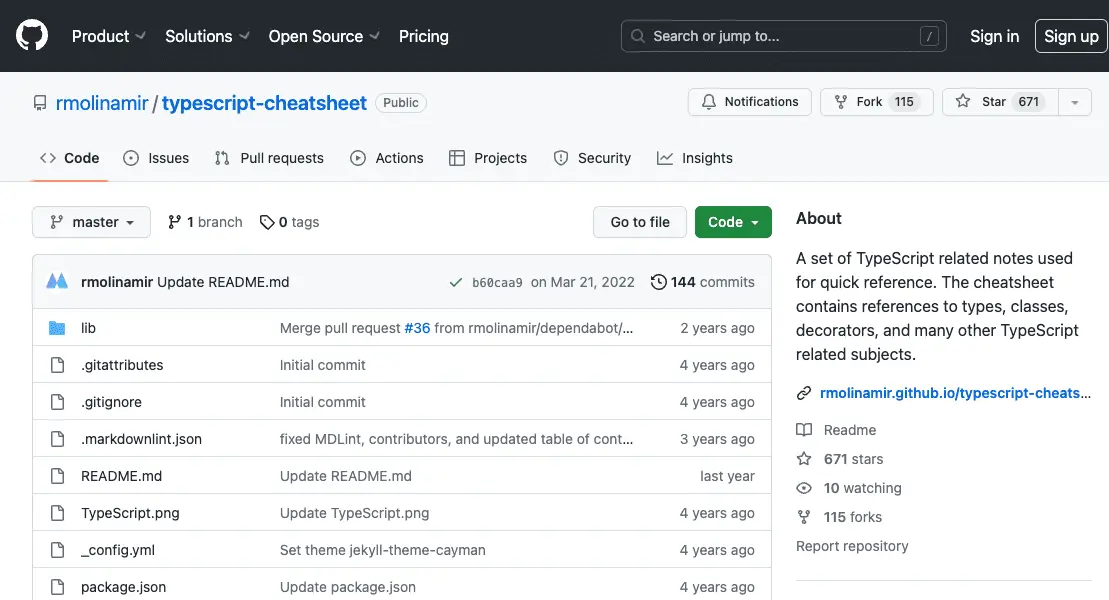 Product Solutions Open Source Pricing Search or jump to... / Sign in Sign up
rmolinamir / typescript-cheatsheet Public Notifications Fork 115 Star 671
Code Issues Pull requests Actions Projects Security Insights
master 1 branch 0 tags Go to file Code
rmolinamir Update README.md b60caa9 on Mar 21, 2022 144 commits
lib Merge pull request #36 from rmolinamir/dependabot/... 2 years ago
.gitattributes Initial commit 4 years ago
.gitignore Initial commit 4 years ago
.markdownlint.json fixed MDLint, contributors, and updated table of cont... 3 years ago
README.md Update README.md last year
TypeScript.png Update TypeScript.png 4 years ago
_config.yml Set theme jekyll-theme-cayman 4 years ago
package.json Update package.json 4 years ago
About
A set of TypeScript related notes used
for quick reference. The cheatsheet
contains references to types, classes,
decorators, and many other TypeScript
related subjects.
rmolinamir.github.io/typescript-cheats...
Readme
671 stars
10 watching
115 forks
Report repository